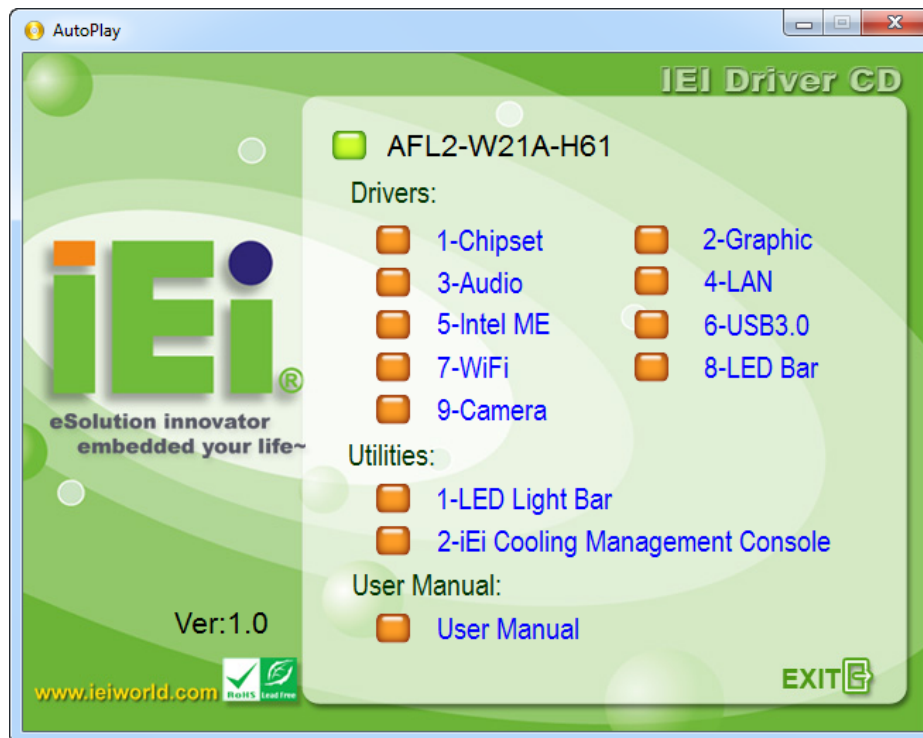 AutoPlay
IEI Driver CD
AFL2-W21A-H61
Drivers:
1-Chipset
2-Graphic
3-Audio
4-LAN
5-Intel ME
6-USB3.0
7-WiFi
8-LED Bar
9-Camera
Utilities:
1-LED Light Bar
2-iEi Cooling Management Console
User Manual:
User Manual
iEi®
eSolution innovator
embedded your life~
Ver:1.0
www.ieiworld.com
RoHS
Lead Free
EXIT